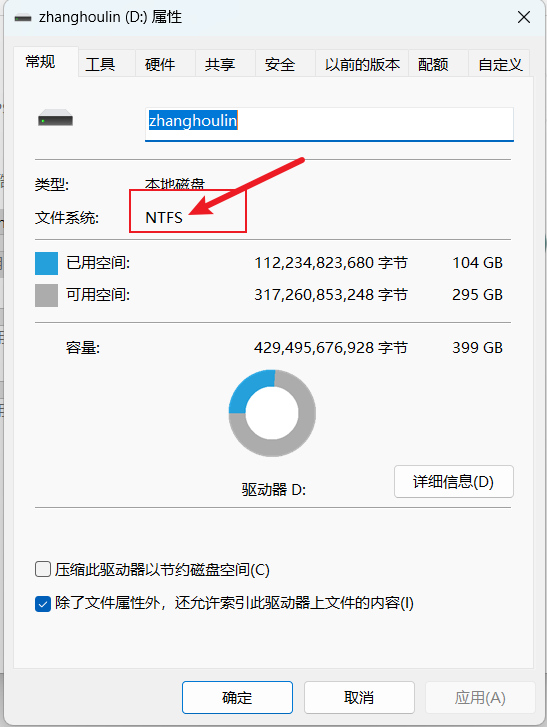 zhanghoulin (D:) 属性
常规 工具 硬件 共享 安全 以前的版本 配额 自定义
zhanghoulin
类型: 本地磁盘
文件系统: NTFS
已用空间: 112,234,823,680 字节 104 GB
可用空间: 317,260,853,248 字节 295 GB
容量: 429,495,676,928 字节 399 GB
驱动器 D: 详细信息(D)
压缩此驱动器以节约磁盘空间(C)
除了文件属性外，还允许索引此驱动器上文件的内容(I)
确定 取消 应用(A)